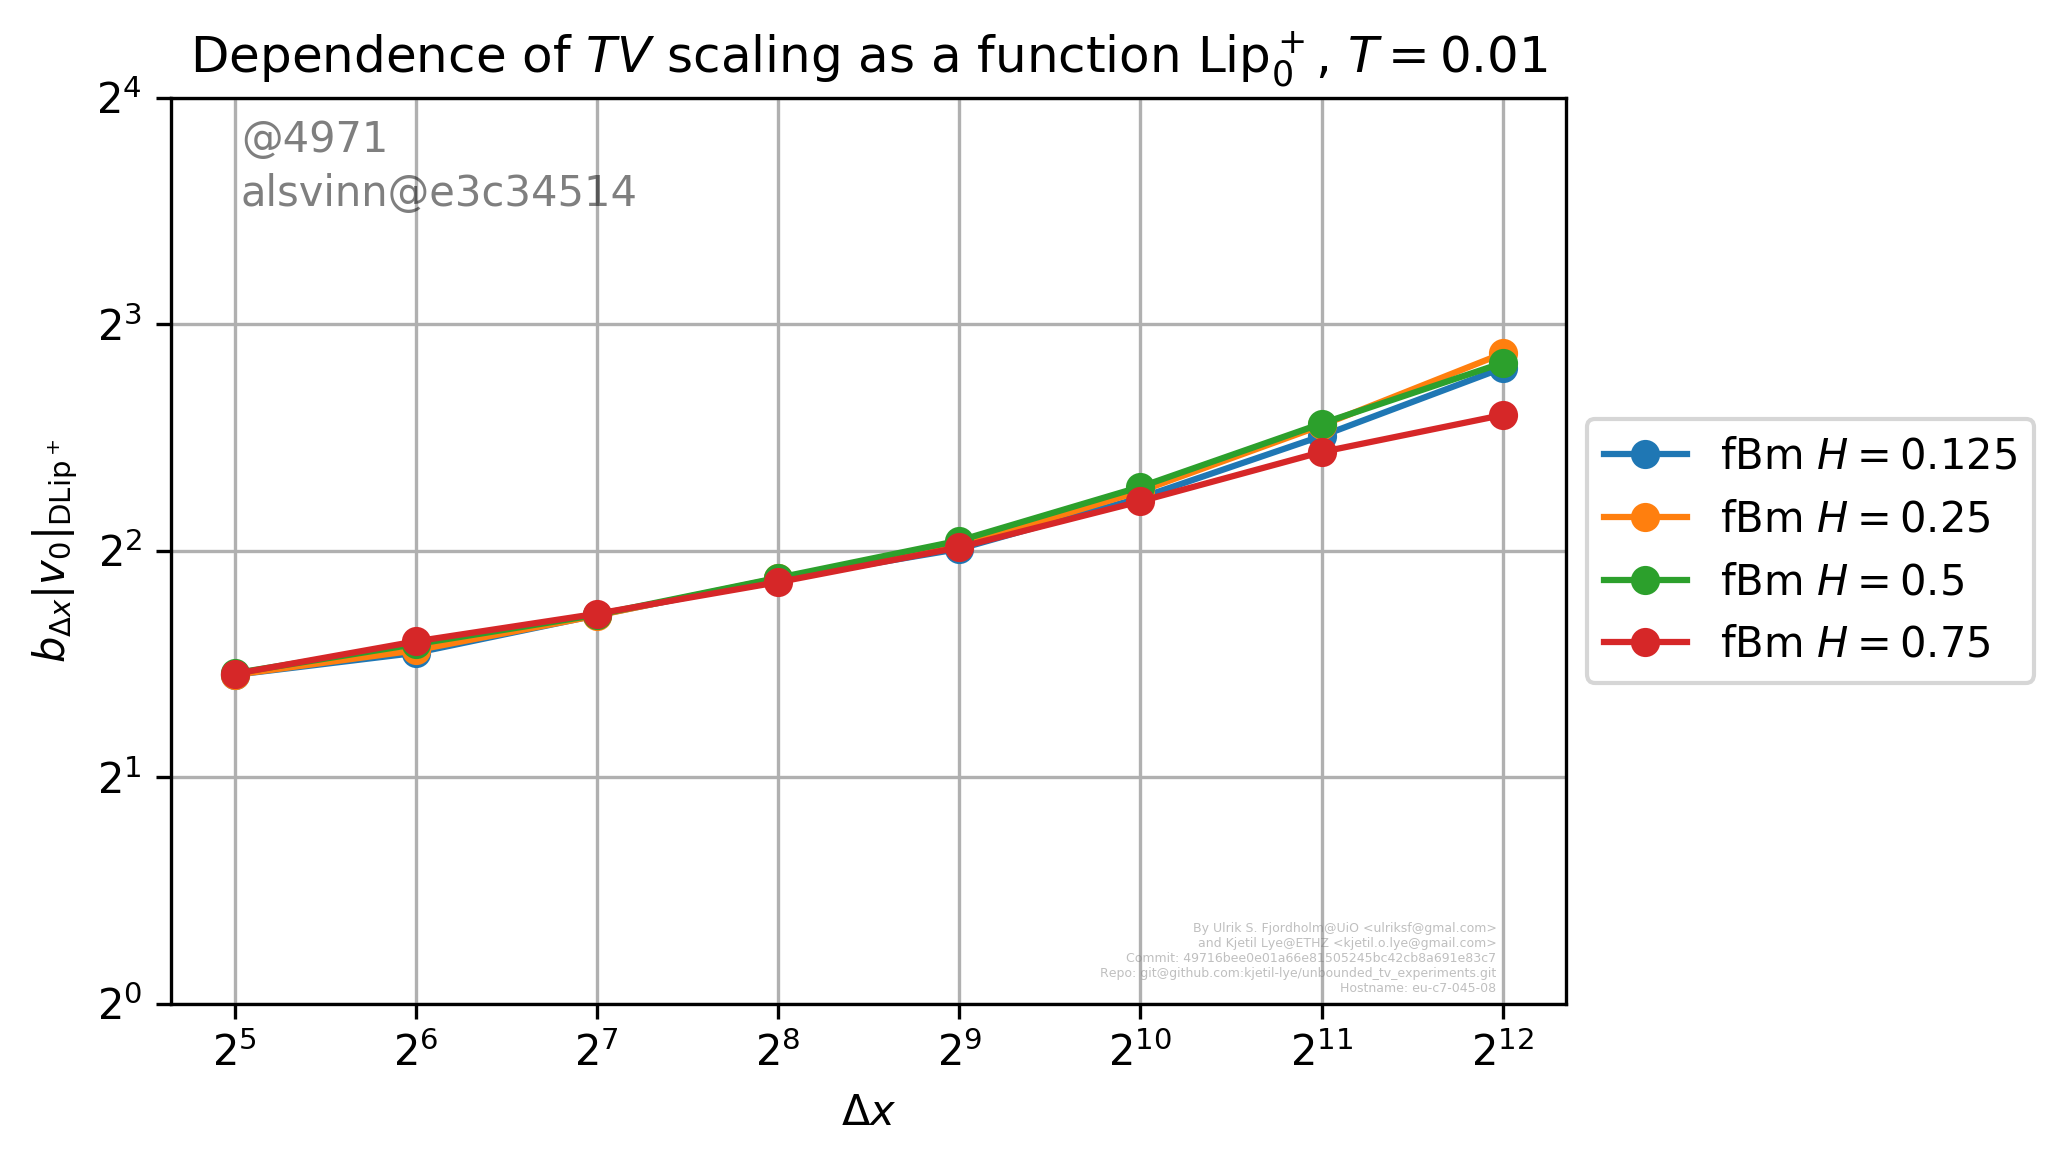 Dependence of TV scaling as a function Lip₀⁺, T = 0.01
@4971
alsvinn@e3c34514
2⁴
2³
2²
2¹
2⁰
b_Δx|v₀|_DLip⁺
2⁵ 2⁶ 2⁷ 2⁸ 2⁹ 2¹⁰ 2¹¹ 2¹²
Δx
fBm H = 0.125
fBm H = 0.25
fBm H = 0.5
fBm H = 0.75
By Ulrik S. Fjordholm@UiO <ulriksf@gmal.com>
and Kjetil Lye@ETHZ <kjetil.o.lye@gmail.com>
Commit: 49716bee0e01a66e81505245bc42cb8a691e83c7
Repo: git@github.com:kjetil-lye/unbounded_tv_experiments.git
Hostname: eu-c7-045-08